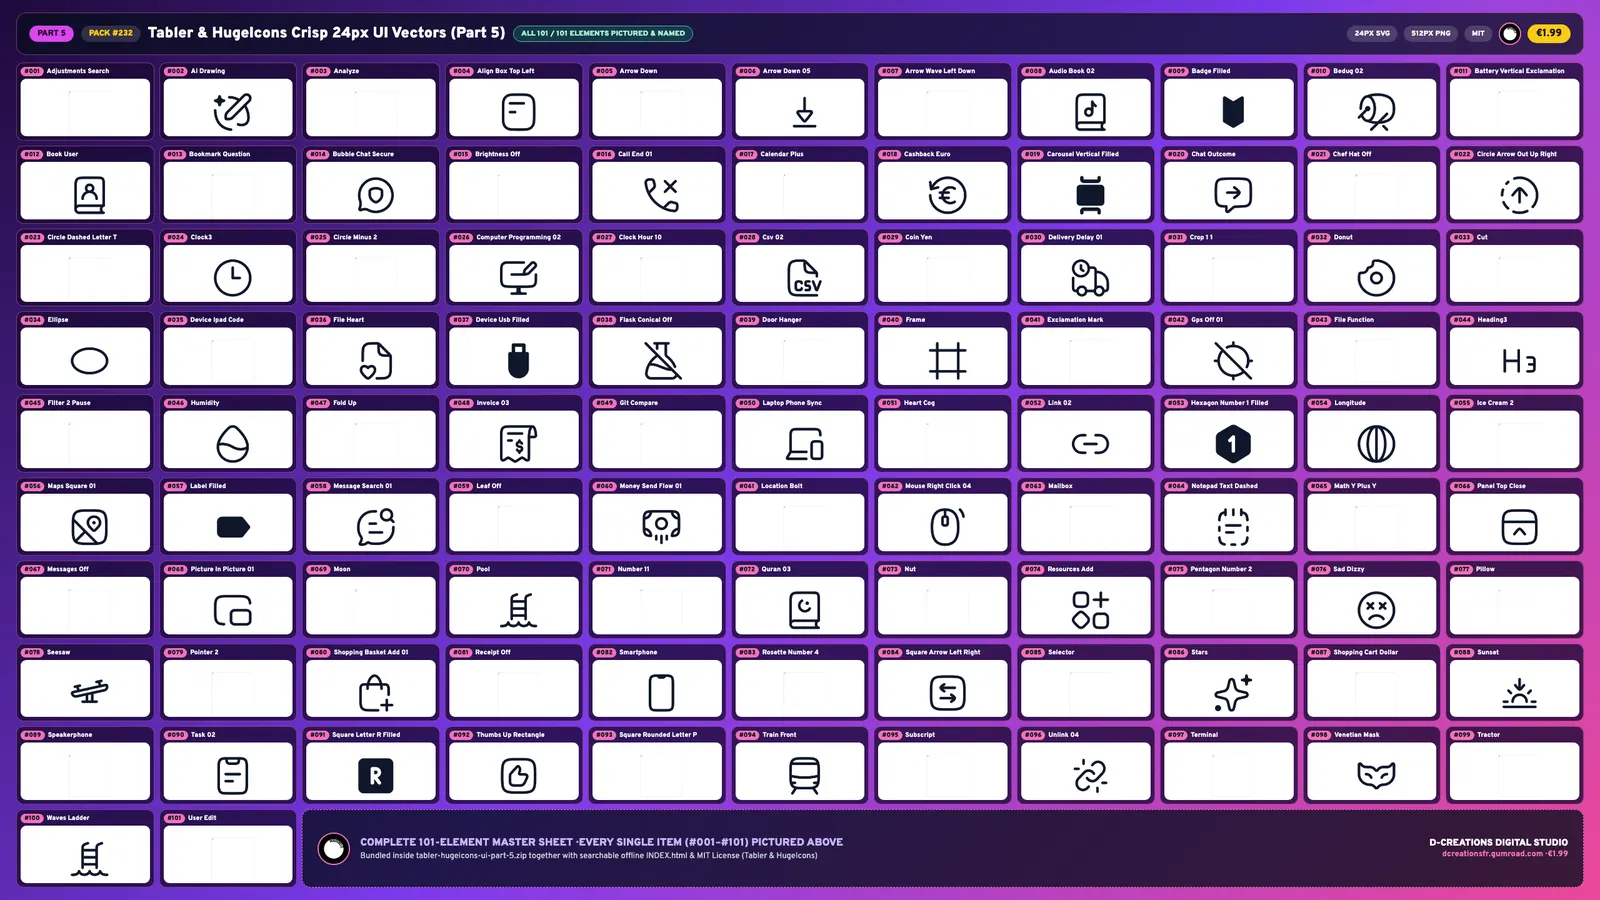 PART 5 PACK #232 Tabler & HugeIcons Crisp 24px UI Vectors (Part 5) ALL 101 / 101 ELEMENTS PICTURED & NAMED 24PX SVG 512PX PNG MIT €1.99
#001 Adjustments Search #002 Ai Drawing #003 Analyze #004 Align Box Top Left #005 Arrow Down #006 Arrow Down 05 #007 Arrow Wave Left Down #008 Audio Book 02 #009 Badge Filled #010 Bedug 02 #011 Battery Vertical Exclamation
#012 Book User #013 Bookmark Question #014 Bubble Chat Secure #015 Brightness Off #016 Call End 01 #017 Calendar Plus #018 Cashback Euro #019 Carousel Vertical Filled #020 Chat Outcome #021 Chef Hat Off #022 Circle Arrow Out Up Right
#023 Circle Dashed Letter T #024 Clock3 #025 Circle Minus 2 #026 Computer Programming 02 #027 Clock Hour 10 #028 Csv 02 #029 Coin Yen #030 Delivery Delay 01 #031 Crop 1 1 #032 Donut #033 Cut
CSV
#034 Ellipse #035 Device Ipad Code #036 File Heart #037 Device Usb Filled #038 Flask Conical Off #039 Door Hanger #040 Frame #041 Exclamation Mark #042 Gps Off 01 #043 File Function #044 Heading3
H3
#045 Filter 2 Pause #046 Humidity #047 Fold Up #048 Invoice 03 #049 Git Compare #050 Laptop Phone Sync #051 Heart Cog #052 Link 02 #053 Hexagon Number 1 Filled #054 Longitude #055 Ice Cream 2
$ 1
#056 Maps Square 01 #057 Label Filled #058 Message Search 01 #059 Leaf Off #060 Money Send Flow 01 #061 Location Bolt #062 Mouse Right Click 04 #063 Mailbox #064 Notepad Text Dashed #065 Math Y Plus Y #066 Panel Top Close
#067 Messages Off #068 Picture In Picture 01 #069 Moon #070 Pool #071 Number 11 #072 Quran 03 #073 Nut #074 Resources Add #075 Pentagon Number 2 #076 Sad Dizzy #077 Pillow
#078 Seesaw #079 Pointer 2 #080 Shopping Basket Add 01 #081 Receipt Off #082 Smartphone #083 Rosette Number 4 #084 Square Arrow Left Right #085 Selector #086 Stars #087 Shopping Cart Dollar #088 Sunset
#089 Speakerphone #090 Task 02 #091 Square Letter R Filled #092 Thumbs Up Rectangle #093 Square Rounded Letter P #094 Train Front #095 Subscript #096 Unlink 04 #097 Terminal #098 Venetian Mask #099 Tractor
R
#100 Waves Ladder #101 User Edit
COMPLETE 101-ELEMENT MASTER SHEET · EVERY SINGLE ITEM (#001-#101) PICTURED ABOVE
Bundled inside tabler-hugeicons-ui-part-5.zip together with searchable offline INDEX.html & MIT License (Tabler & HugeIcons)
D-CREATIONS DIGITAL STUDIO
dcreationsfr.gumroad.com · €1.99